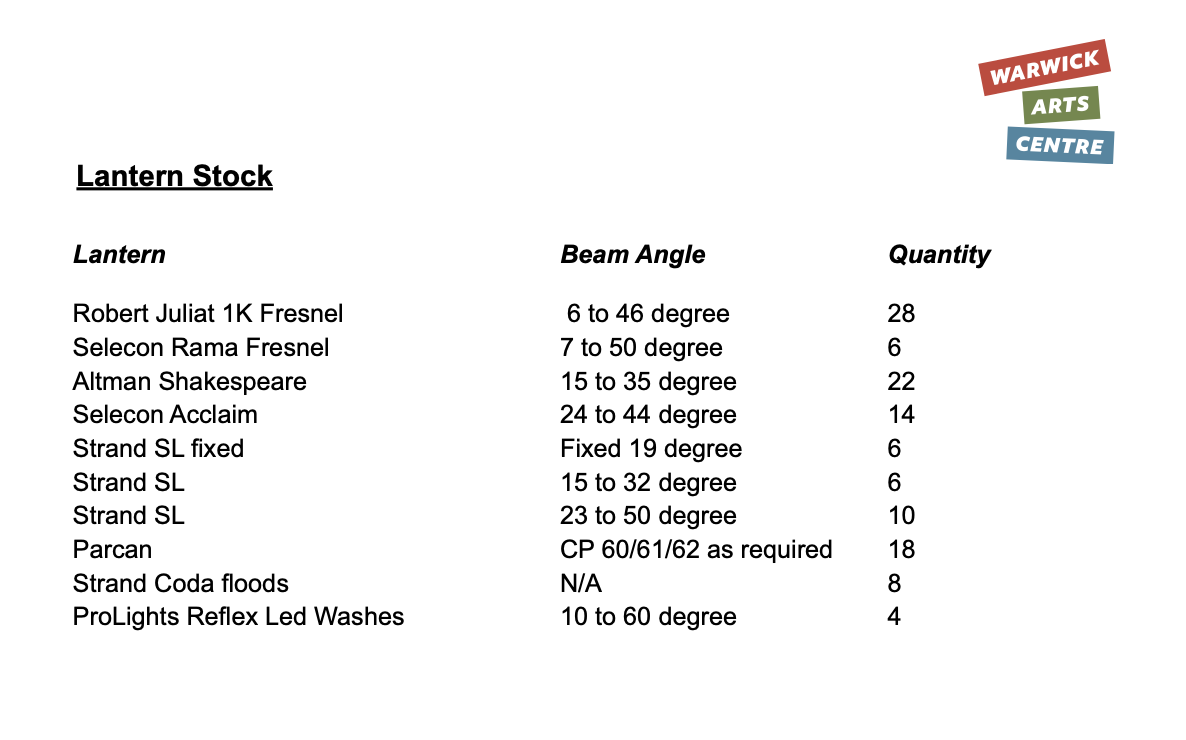 WARWICK
ARTS
CENTRE
Lantern Stock
Lantern Beam Angle Quantity
Robert Juliat 1K Fresnel 6 to 46 degree 28
Selecon Rama Fresnel 7 to 50 degree 6
Altman Shakespeare 15 to 35 degree 22
Selecon Acclaim 24 to 44 degree 14
Strand SL fixed Fixed 19 degree 6
Strand SL 15 to 32 degree 6
Strand SL 23 to 50 degree 10
Parcan CP 60/61/62 as required 18
Strand Coda floods N/A 8
ProLights Reflex Led Washes 10 to 60 degree 4